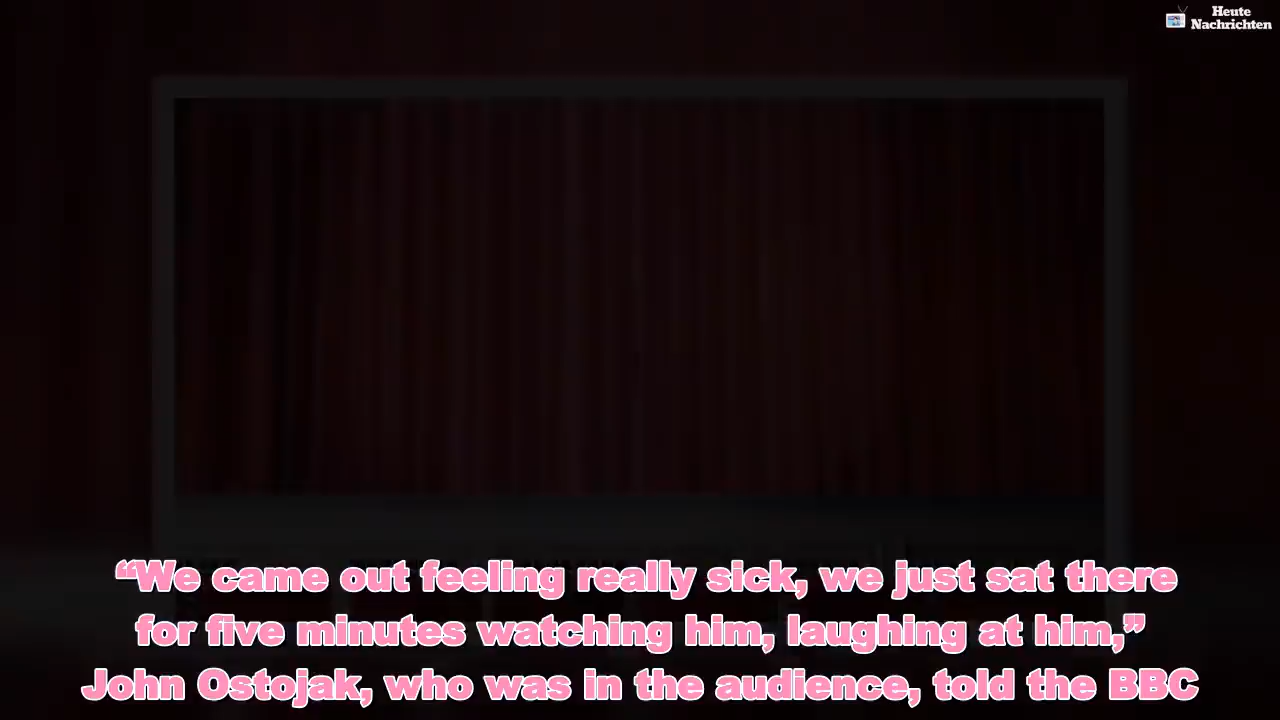 Heute
Nachrichten
“We came out feeling really sick, we just sat there
for five minutes watching him, laughing at him,”
John Ostojak, who was in the audience, told the BBC